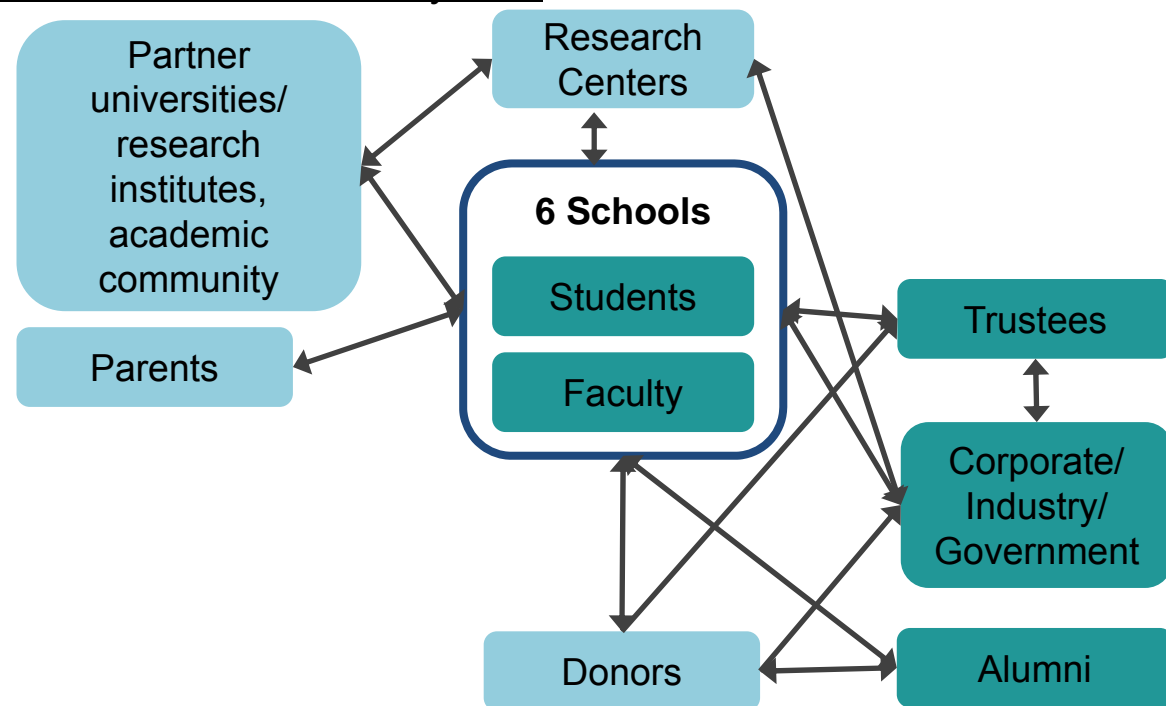 Partner
universities/
research
institutes,
academic
community
Research
Centers
6 Schools
Students
Faculty
Parents
Trustees
Corporate/
Industry/
Government
Donors
Alumni